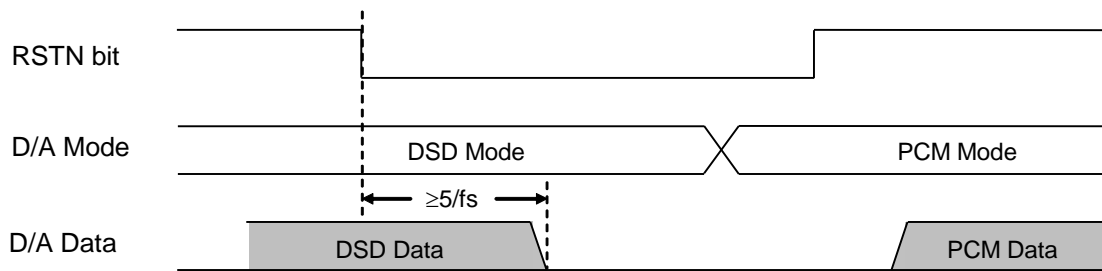 RSTN bit
D/A Mode
DSD Mode
PCM Mode
≥5/fs
D/A Data
DSD Data
PCM Data